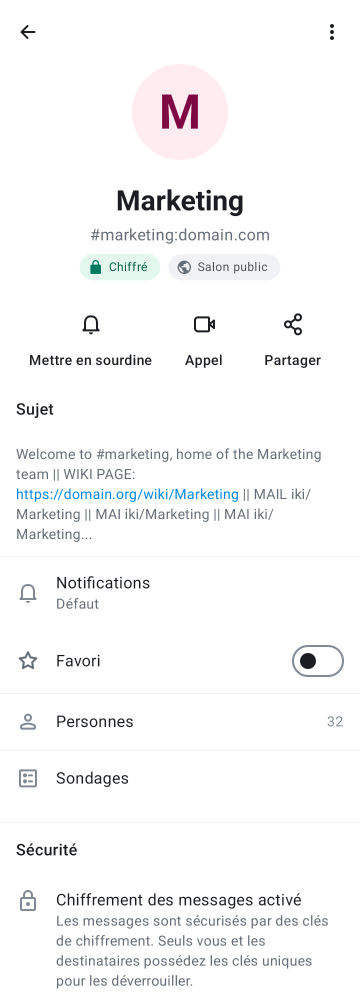 M
Marketing
#marketing:domain.com
Chiffré
Salon public
Mettre en sourdine
Appel
Partager
Sujet
Welcome to #marketing, home of the Marketing
team || WIKI PAGE:
https://domain.org/wiki/Marketing || MAIL iki/
Marketing || MAI iki/Marketing || MAI iki/
Marketing...
Notifications
Défaut
Favori
Personnes 32
Sondages
Sécurité
Chiffrement des messages activé
Les messages sont sécurisés par des clés
de chiffrement. Seuls vous et les
destinataires possédez les clés uniques
pour les déverrouiller.